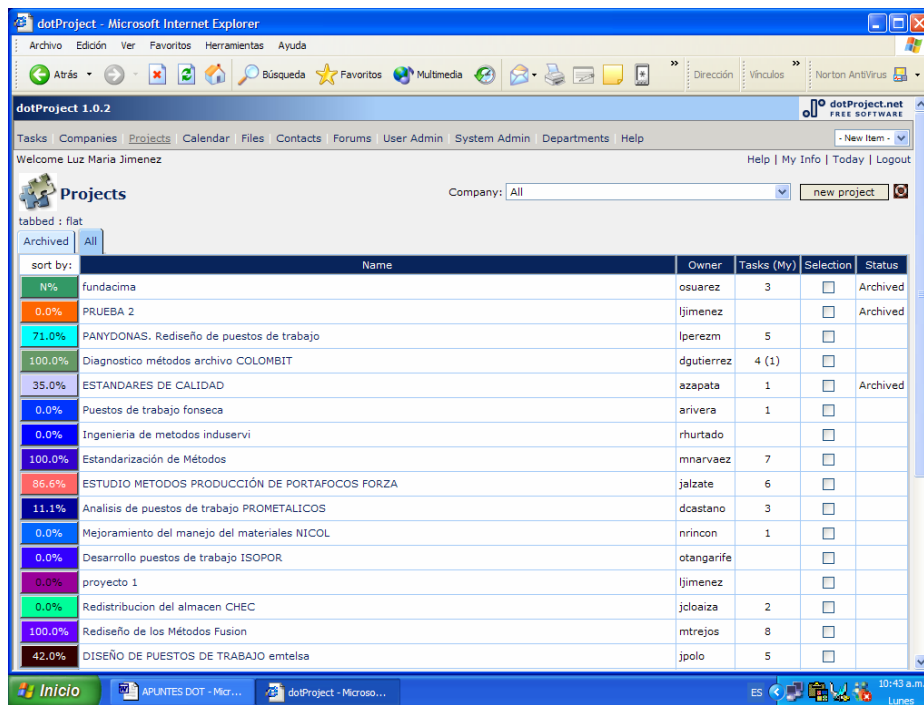 dotProject - Microsoft Internet Explorer
Archivo Edición Ver Favoritos Herramientas Ayuda
Atrás Búsqueda Favoritos Multimedia » Dirección Vínculos » Norton AntiVirus
dotProject 1.0.2 dotProject.net
FREE SOFTWARE
Tasks Companies Projects Calendar Files Contacts Forums User Admin System Admin Departments Help - New Item -
Welcome Luz Maria Jimenez Help | My Info | Today | Logout
Projects Company: All new project
tabbed : flat
Archived All
sort by: Name Owner Tasks (My) Selection Status
N% fundacima osuarez 3 Archived
0.0% PRUEBA 2 ljimenez Archived
71.0% PANYDONAS. Rediseño de puestos de trabajo lperezm 5
100.0% Diagnostico métodos archivo COLOMBIT dgutierrez 4 (1)
35.0% ESTANDARES DE CALIDAD azapata 1 Archived
0.0% Puestos de trabajo fonseca arivera 1
0.0% Ingenieria de metodos induservi rhurtado
100.0% Estandarización de Métodos mnarvaez 7
86.6% ESTUDIO METODOS PRODUCCIÓN DE PORTAFOCOS FORZA jalzate 6
11.1% Analisis de puestos de trabajo PROMETALICOS dcastano 3
0.0% Mejoramiento del manejo del materiales NICOL nrincon 1
0.0% Desarrollo puestos de trabajo ISOPOR otangarife
0.0% proyecto 1 ljimenez
0.0% Redistribucion del almacen CHEC jcloaiza 2
100.0% Rediseño de los Métodos Fusion mtrejos 8
42.0% DISEÑO DE PUESTOS DE TRABAJO emtelsa jpolo 5
Inicio APUNTES DOT - Micr... dotProject - Microso... ES 10:43 a.m.
Lunes